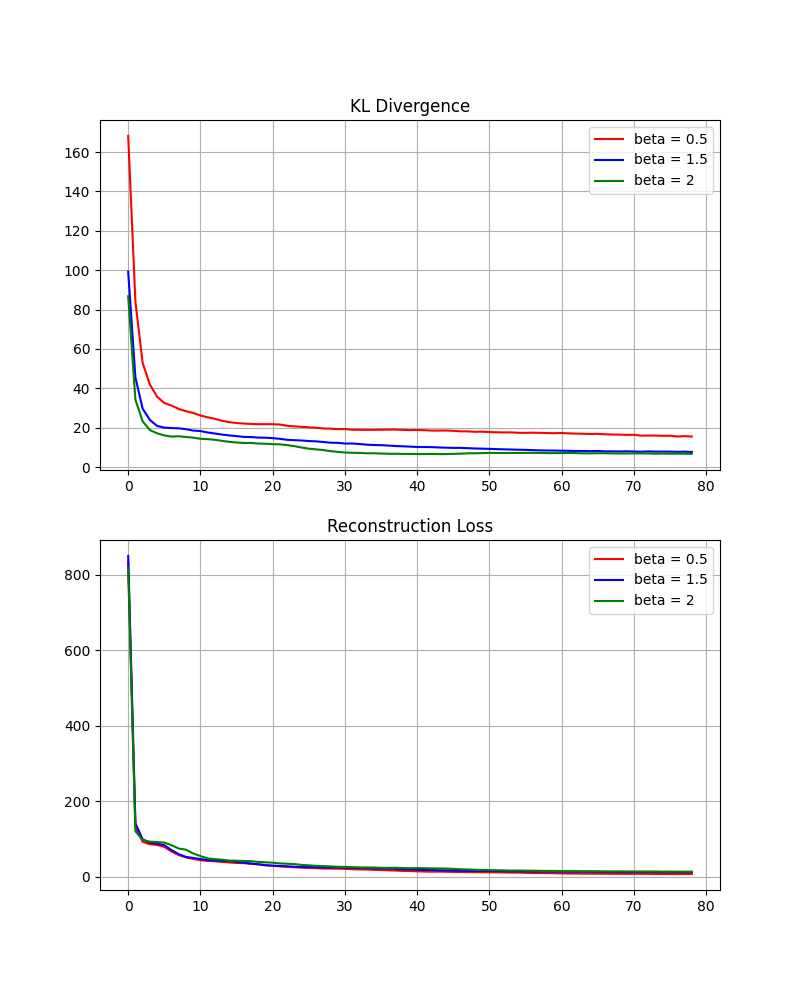 KL Divergence
beta = 0.5
beta = 1.5
beta = 2
160
140
120
100
80
60
40
20
0
0 10 20 30 40 50 60 70 80
Reconstruction Loss
beta = 0.5
beta = 1.5
beta = 2
800
600
400
200
0
0 10 20 30 40 50 60 70 80